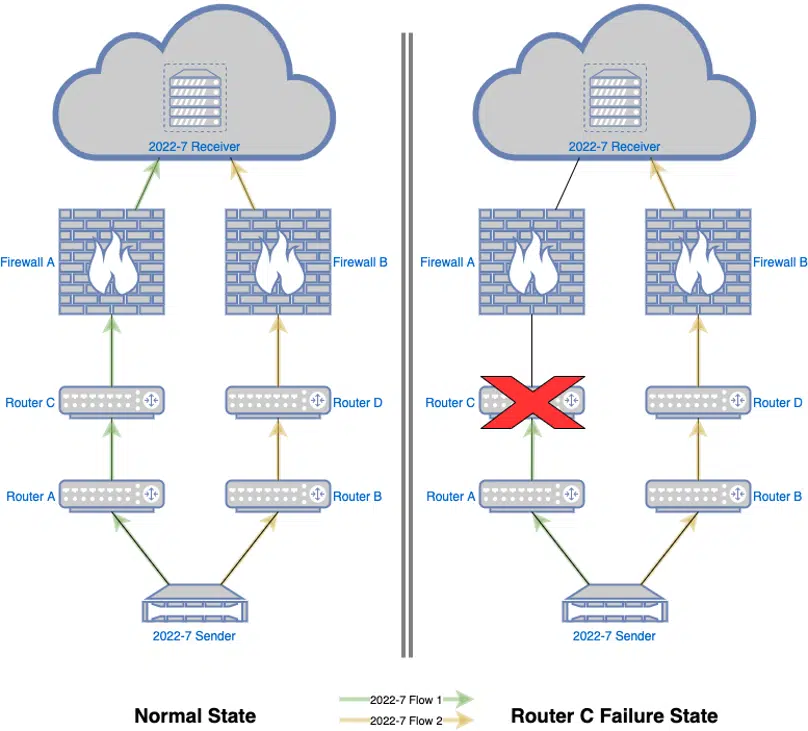 2022-7 Receiver
2022-7 Receiver
Firewall A
Firewall B
Firewall A
Firewall B
Router C
Router D
Router C
Router D
Router A
Router B
Router A
Router B
2022-7 Sender
2022-7 Sender
Normal State
2022-7 Flow 1
2022-7 Flow 2
Router C Failure State